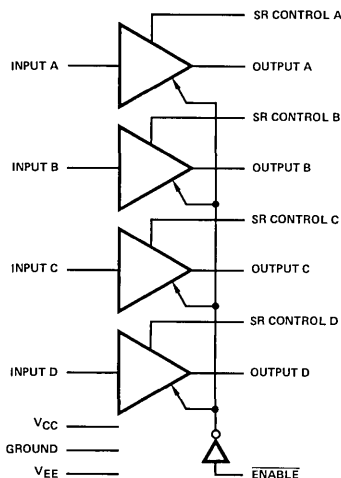 SR CONTROL A
INPUT A
OUTPUT A
SR CONTROL B
INPUT B
OUTPUT B
SR CONTROL C
INPUT C
OUTPUT C
SR CONTROL D
INPUT D
OUTPUT D
VCC
GROUND
VEE
ENABLE